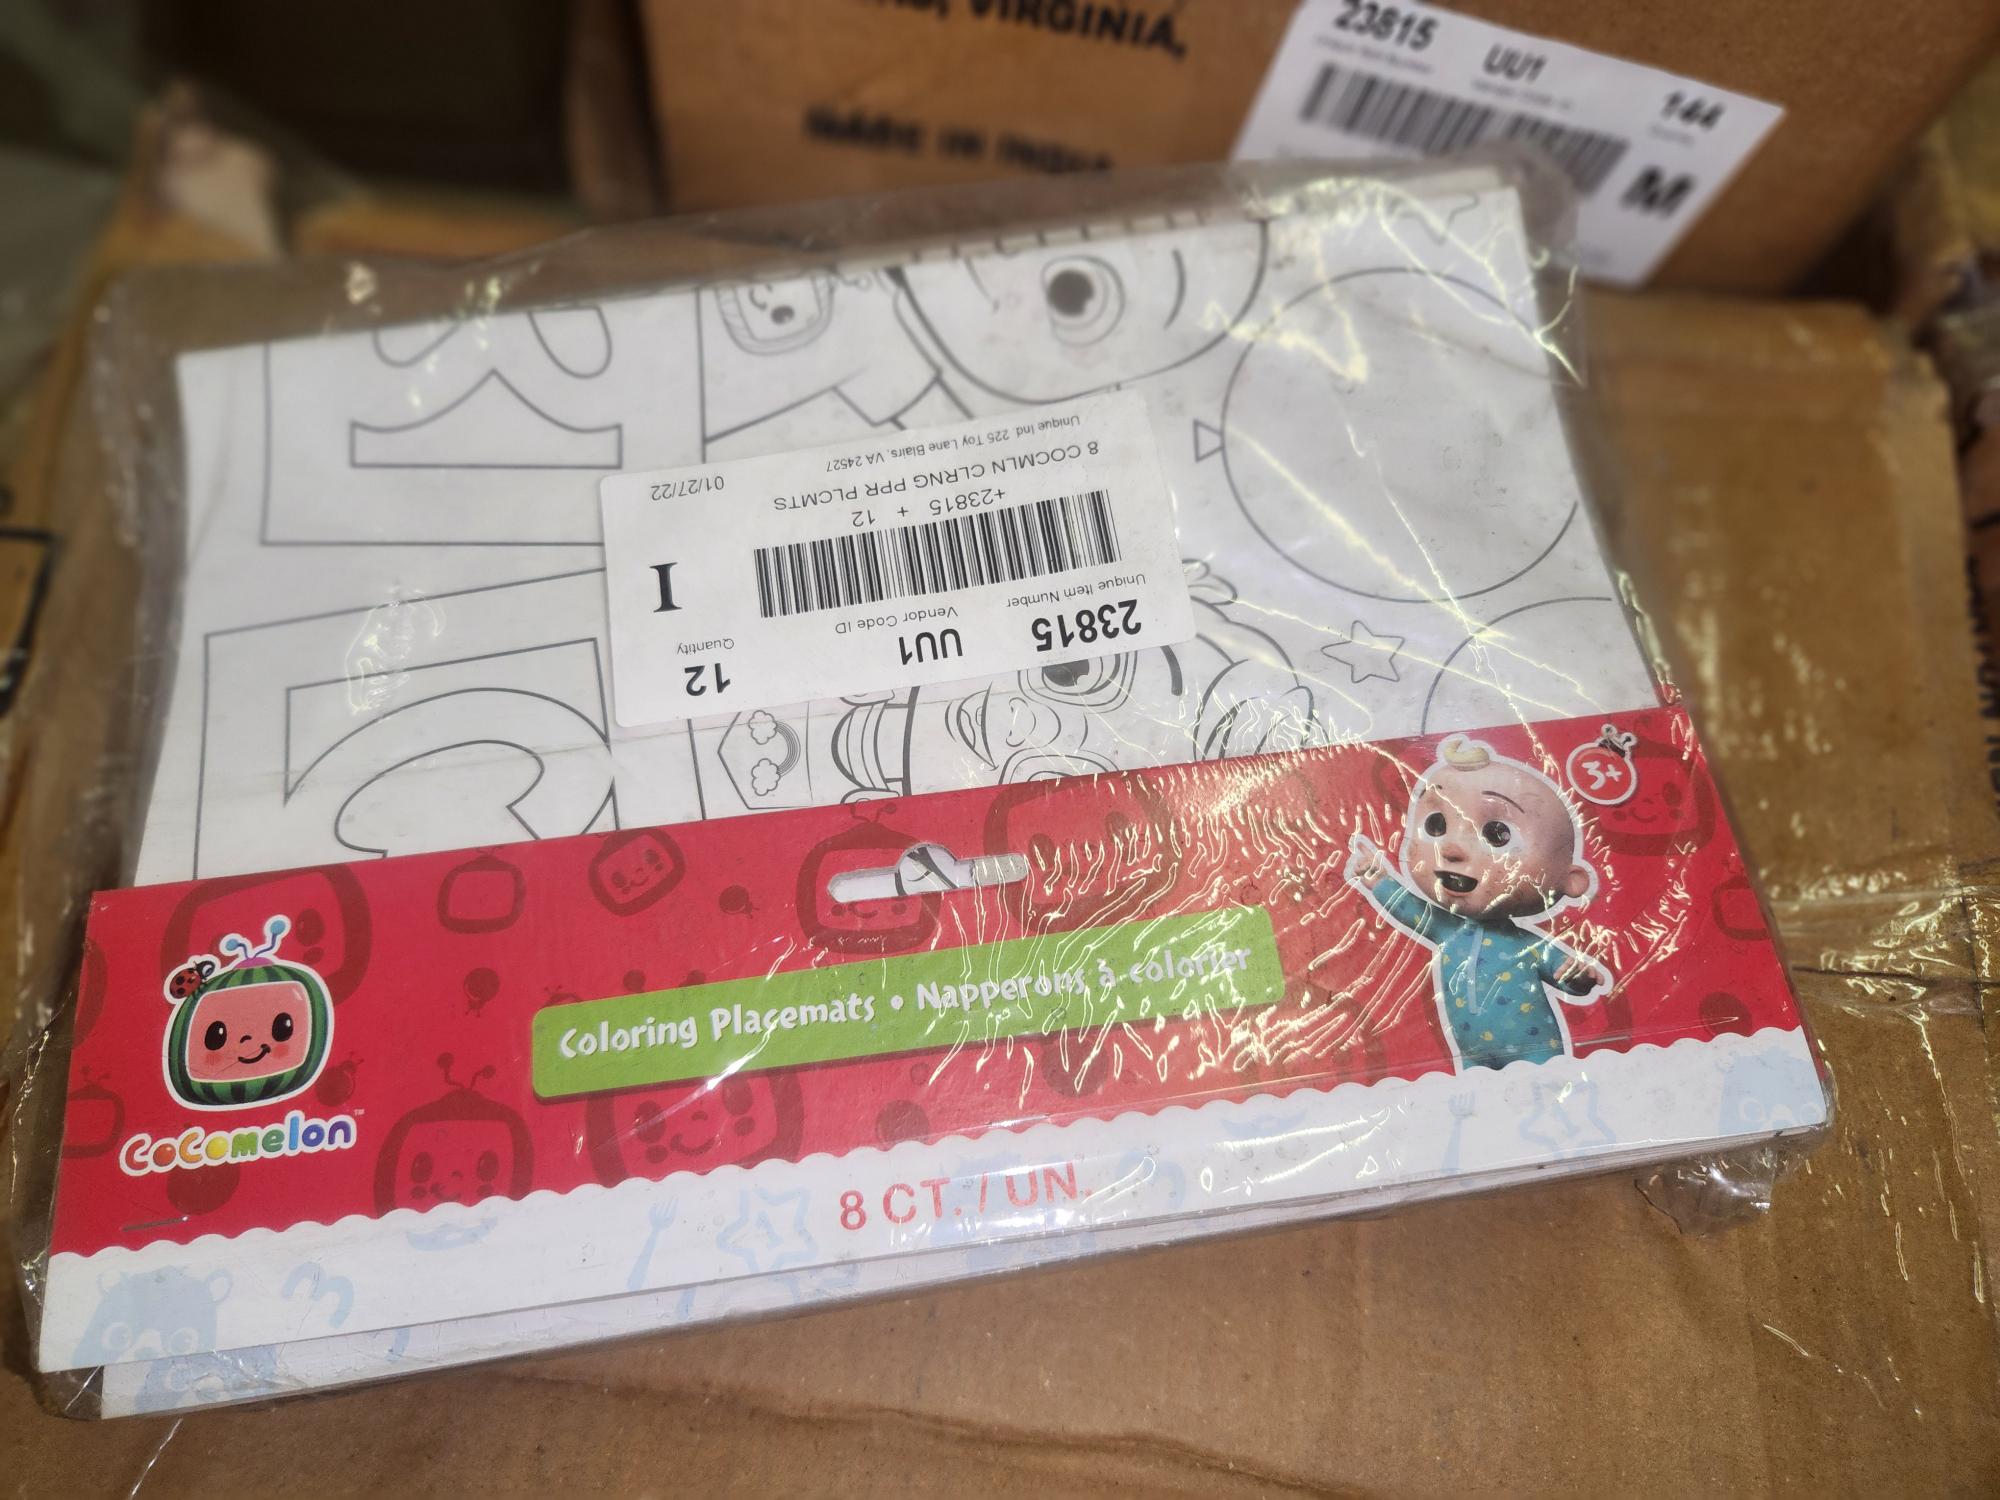 VIRGINIA,
MADE IN INDIA
23815 UU1 144
M
Unique Ind 225 Toy Lane Blairs, VA 24527
8 COCMLN CLRNG PPR PLCMTS 01/27/22
+23815 + 12
I
Unique Item Number Vendor Code ID Quantity
23815 UU1 12
3+
Coloring Placemats • Napperons à colorier
CoComelon™
8 CT. / UN.